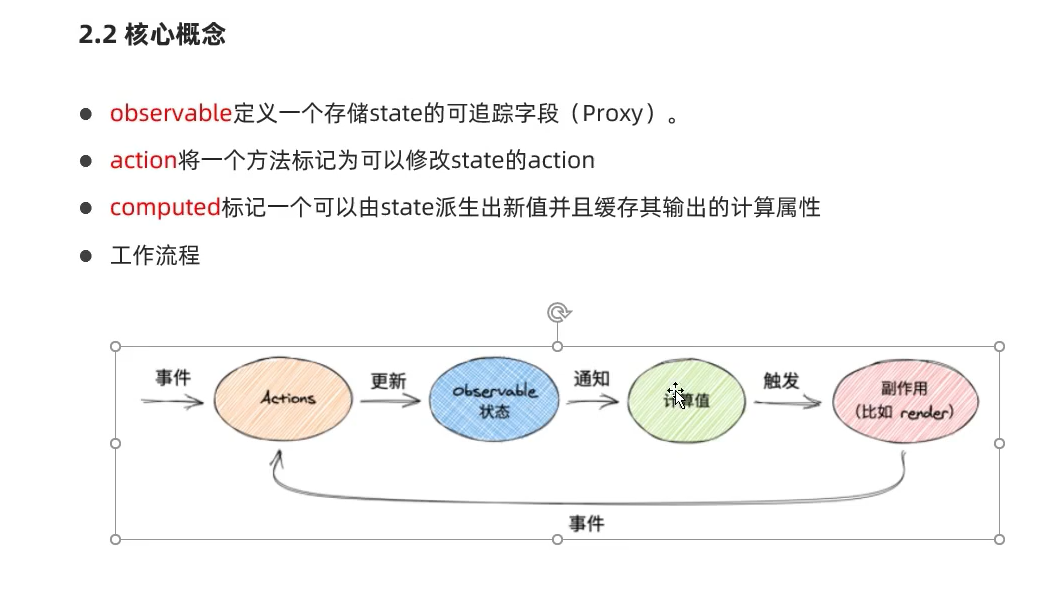 2.2 核心概念
observable定义一个存储state的可追踪字段（Proxy）。
action将一个方法标记为可以修改state的action
computed标记一个可以由state派生出新值并且缓存其输出的计算属性
工作流程
事件
Actions
更新
Observable
状态
通知
计算值
触发
副作用
（比如 render）
事件